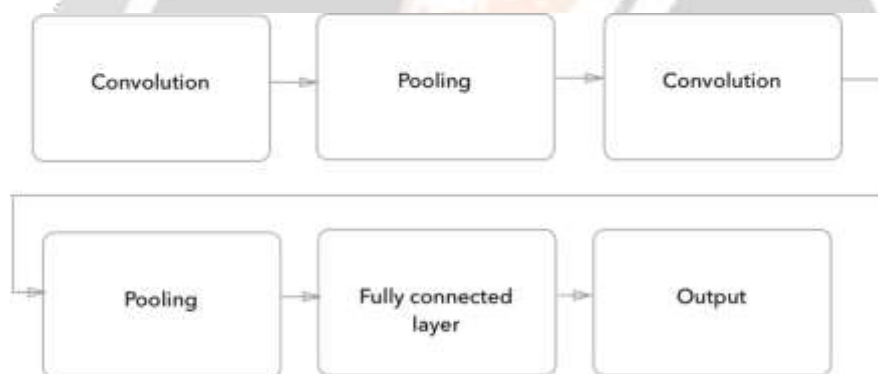 Convolution
Pooling
Convolution
Pooling
Fully connected
layer
Output